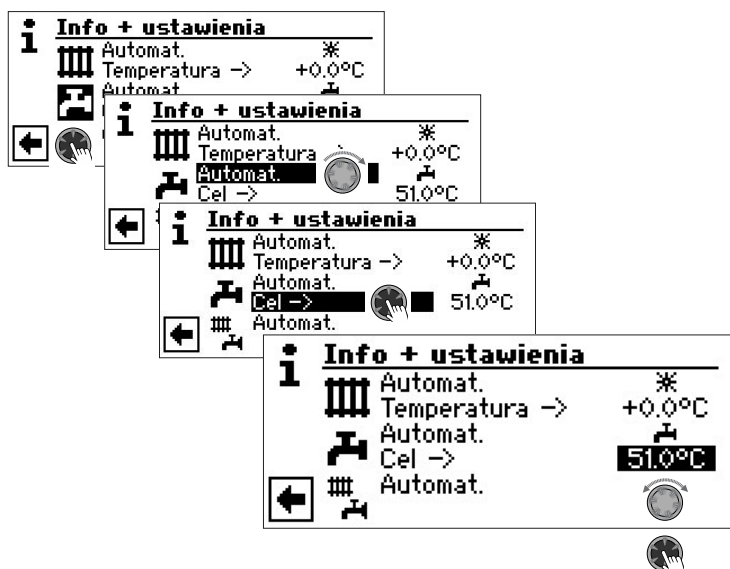 Info + ustawienia
Automat.
Temperatura –> +0.0°C
Automat.
Info + ustawienia
Automat.
Temperatura +0.0°C
Automat.
Cel –> 51.0°C
Info + ustawienia
Automat.
Temperatura –> +0.0°C
Automat.
Cel –> 51.0°C
Automat.
Info + ustawienia
Automat.
Temperatura –> +0.0°C
Automat.
Cel –> 51.0°C
Automat.